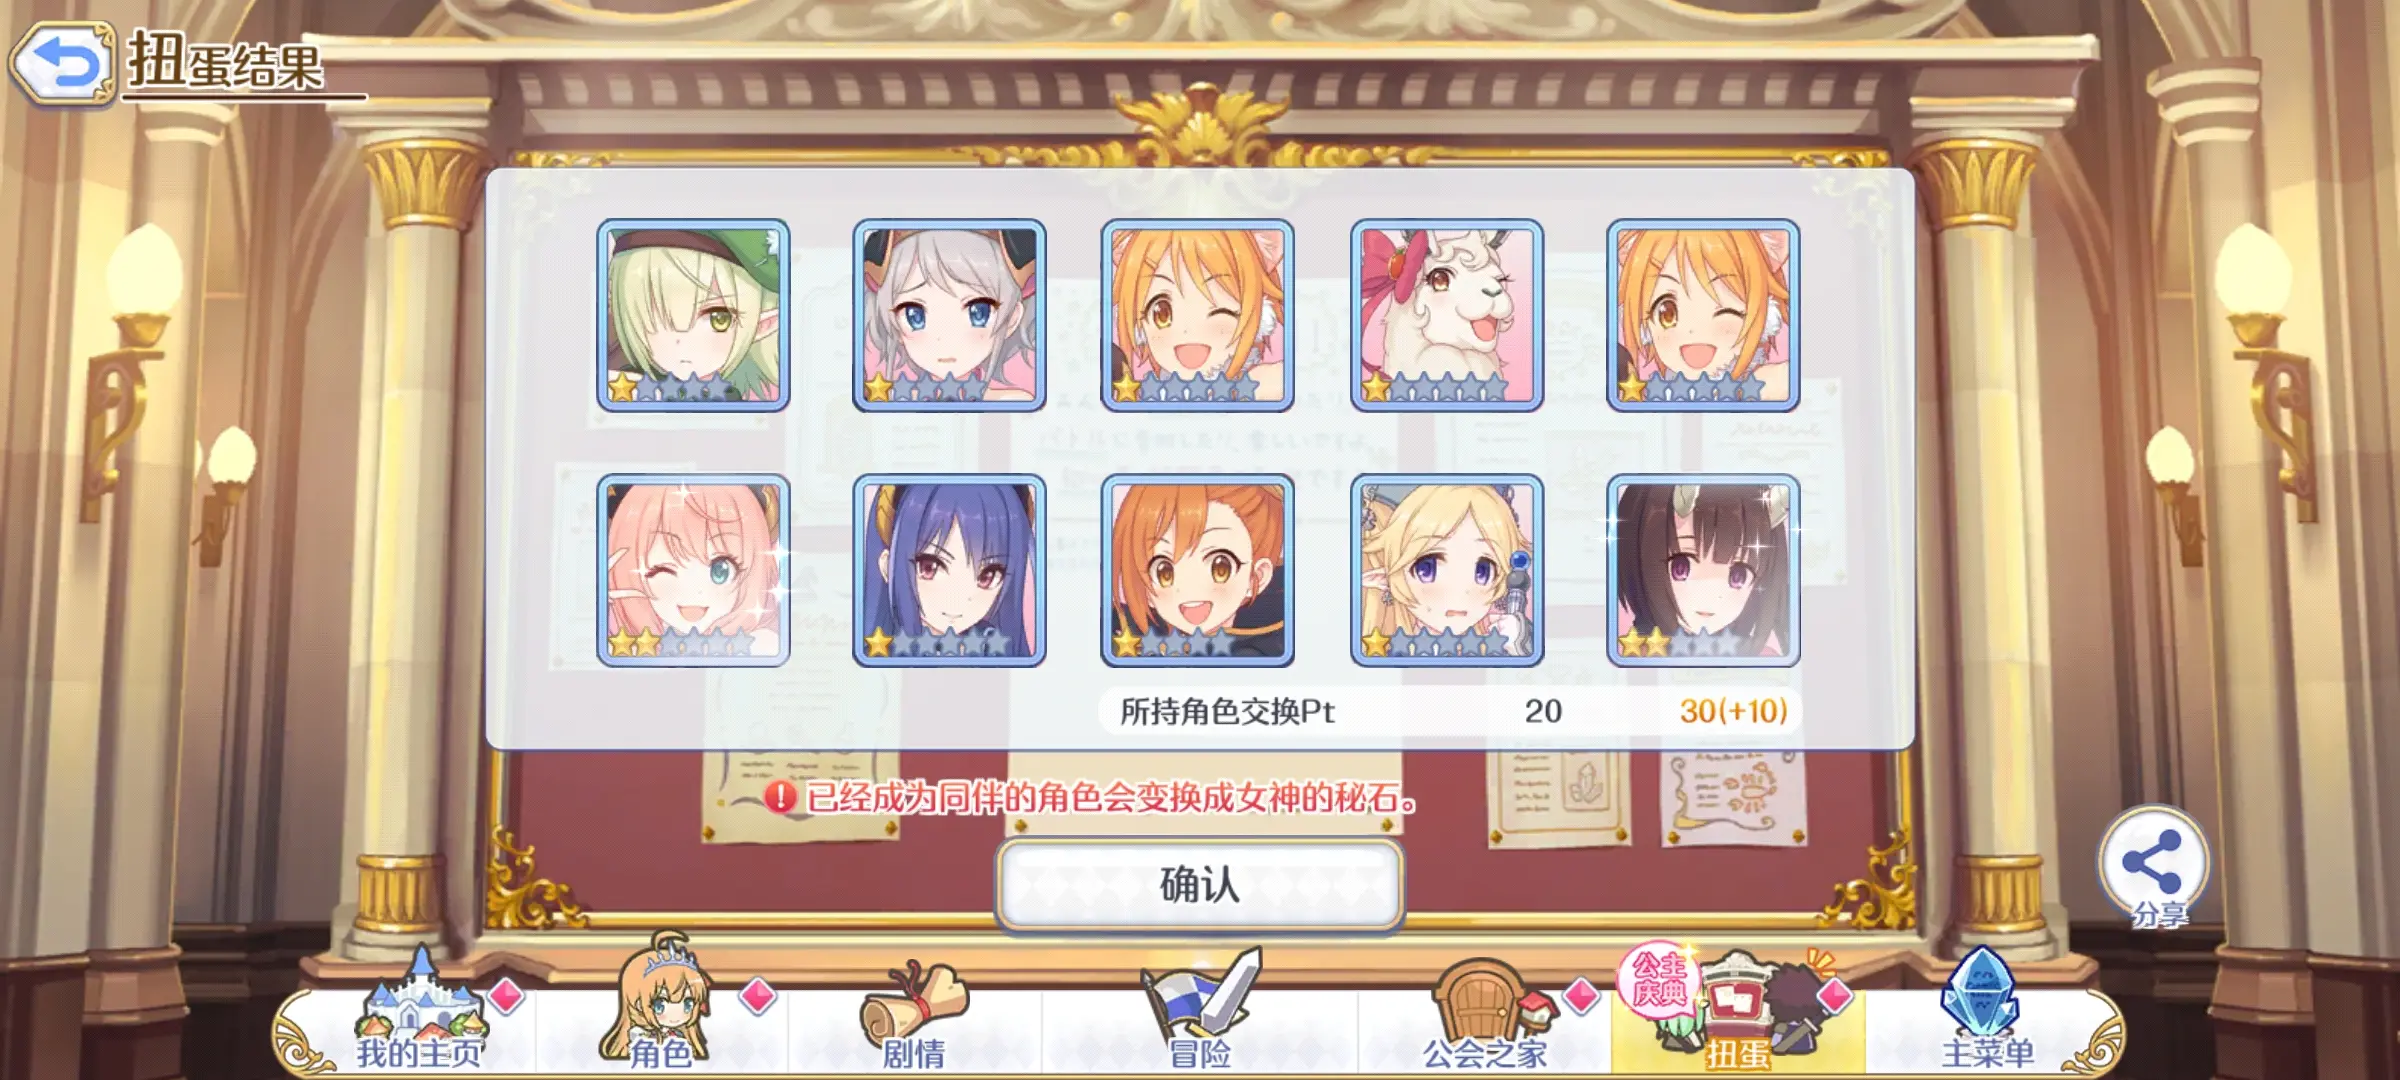 扭蛋结果
所持角色交换Pt 20 30(+10)
已经成为同伴的角色会变换成女神的秘石。
确认
分享
公主
庆典
我的主页 角色 剧情 冒险 公会之家 扭蛋 主菜单